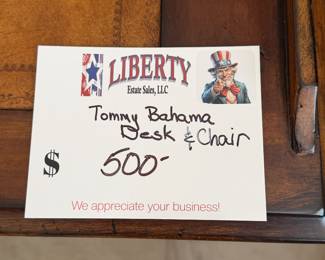 LIBERTY
Estate Sales, LLC
Tommy Bahama
Desk & Chair
$ 500-
We appreciate your business!